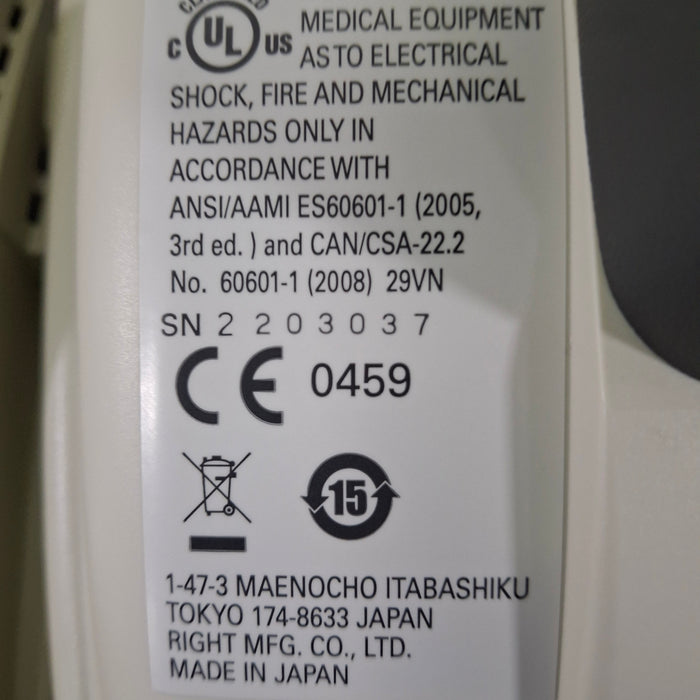 C UL US MEDICAL EQUIPMENT
AS TO ELECTRICAL
SHOCK, FIRE AND MECHANICAL
HAZARDS ONLY IN
ACCORDANCE WITH
ANSI/AAMI ES60601-1 (2005,
3rd ed. ) and CAN/CSA-22.2
No. 60601-1 (2008) 29VN
SN 2203037
CE 0459
15
1-47-3 MAENOCHO ITABASHIKU
TOKYO 174-8633 JAPAN
RIGHT MFG. CO., LTD.
MADE IN JAPAN